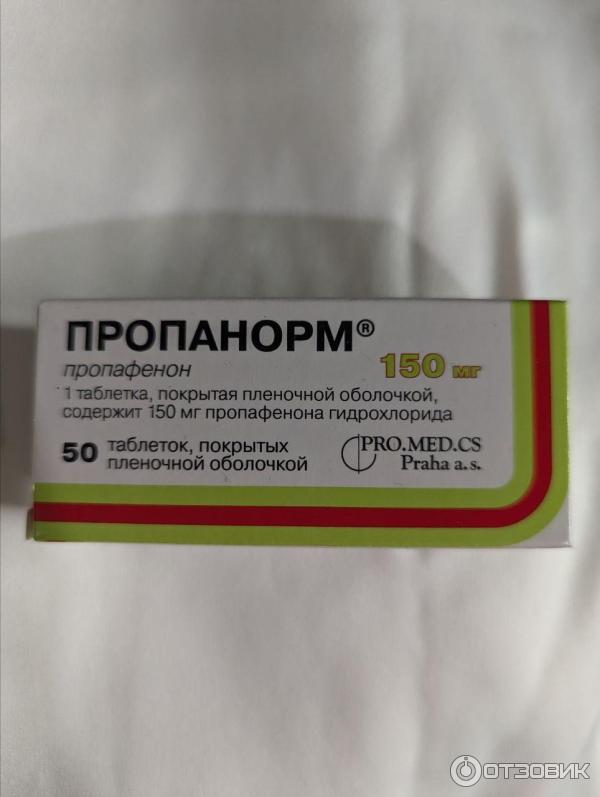 ПРОПАНОРМ®
пропафенон 150 мг
1 таблетка, покрытая пленочной оболочкой,
содержит 150 мг пропафенона гидрохлорида
50 таблеток, покрытых
пленочной оболочкой
PRO.MED.CS
Praha a.s.
ОТЗОВИК